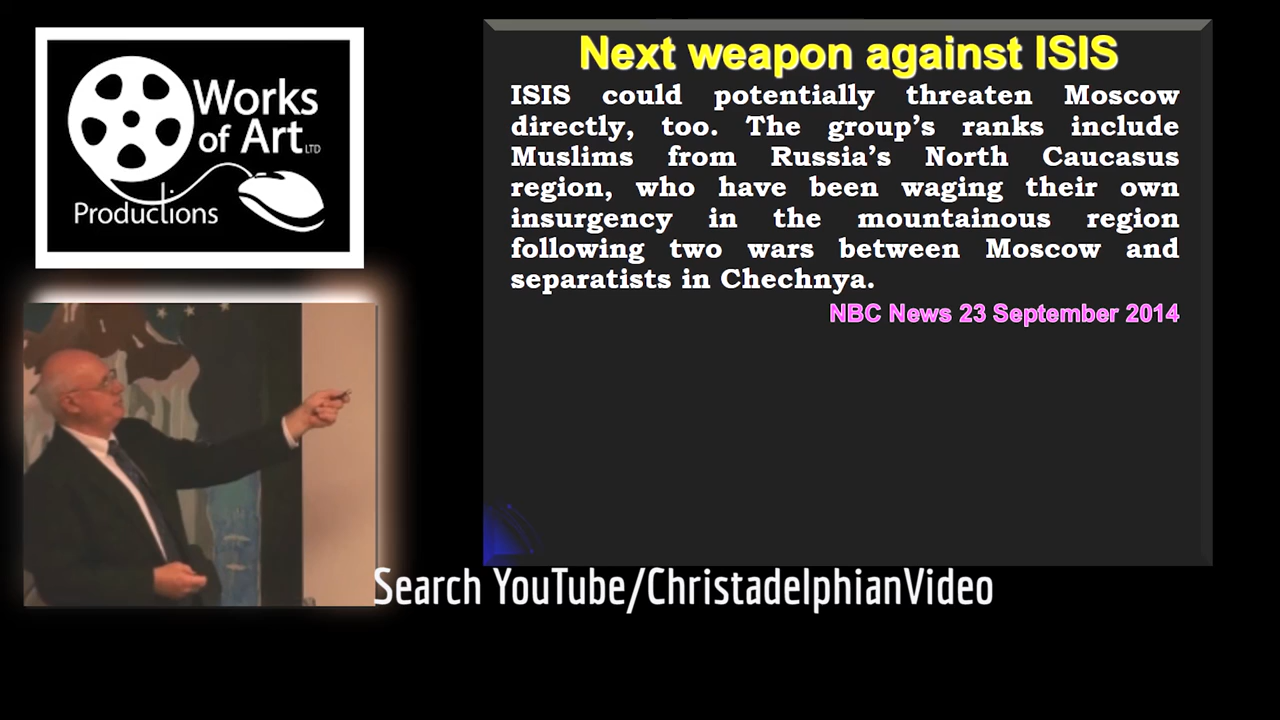 Works
of Art LTD
Productions
Next weapon against ISIS
ISIS could potentially threaten Moscow
directly, too. The group's ranks include
Muslims from Russia's North Caucasus
region, who have been waging their own
insurgency in the mountainous region
following two wars between Moscow and
separatists in Chechnya.
NBC News 23 September 2014
Search YouTube/ChristadelphianVideo